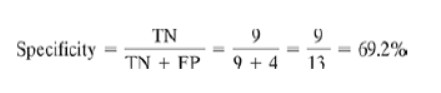 Specificity = TN / TN + FP = 9 / 9 + 4 = 9 / 13 = 69.2%